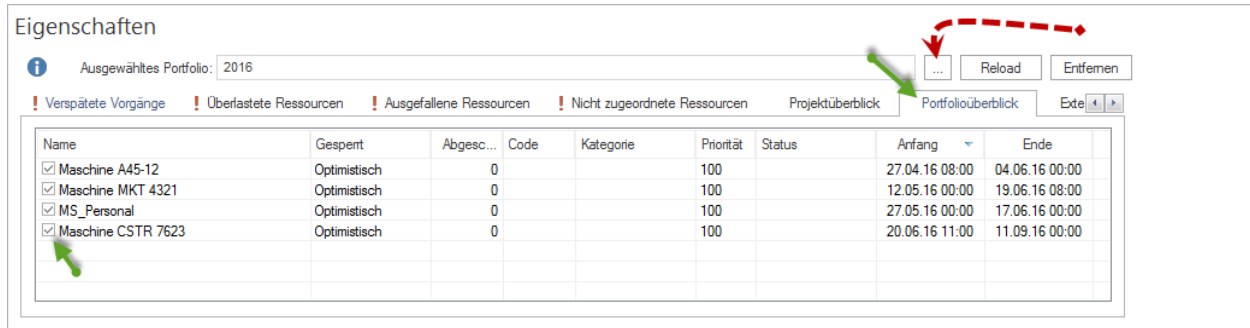 Eigenschaften
Ausgewähltes Portfolio: 2016 ... Reload Entfernen
! Verspätete Vorgänge ! Überlastete Ressourcen ! Ausgefallene Ressourcen ! Nicht zugeordnete Ressourcen Projektüberblick Portfolioüberblick Exte
Name Gesperrt Abgesc... Code Kategorie Priorität Status Anfang Ende
Maschine A45-12 Optimistisch 0 100 27.04.16 08:00 04.06.16 00:00
Maschine MKT 4321 Optimistisch 0 100 12.05.16 00:00 19.06.16 08:00
MS_Personal Optimistisch 0 100 27.05.16 00:00 17.06.16 00:00
Maschine CSTR 7623 Optimistisch 0 100 20.06.16 11:00 11.09.16 00:00